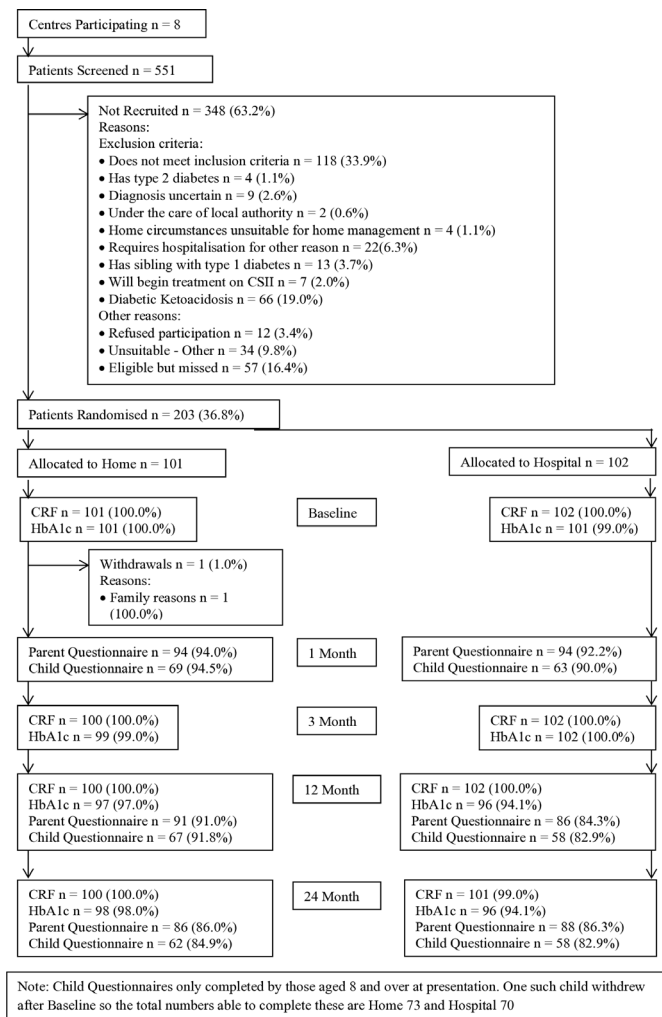 Centres Participating n = 8
Patients Screened n = 551
Not Recruited n = 348 (63.2%)
Reasons:
Exclusion criteria:
• Does not meet inclusion criteria n = 118 (33.9%)
• Has type 2 diabetes n = 4 (1.1%)
• Diagnosis uncertain n = 9 (2.6%)
• Under the care of local authority n = 2 (0.6%)
• Home circumstances unsuitable for home management n = 4 (1.1%)
• Requires hospitalisation for other reason n = 22(6.3%)
• Has sibling with type 1 diabetes n = 13 (3.7%)
• Will begin treatment on CSII n = 7 (2.0%)
• Diabetic Ketoacidosis n = 66 (19.0%)
Other reasons:
• Refused participation n = 12 (3.4%)
• Unsuitable - Other n = 34 (9.8%)
• Eligible but missed n = 57 (16.4%)
Patients Randomised n = 203 (36.8%)
Allocated to Home n = 101
Allocated to Hospital n = 102
CRF n = 101 (100.0%)
HbA1c n = 101 (100.0%)
Baseline
CRF n = 102 (100.0%)
HbA1c n = 101 (99.0%)
Withdrawals n = 1 (1.0%)
Reasons:
• Family reasons n = 1
(100.0%)
Parent Questionnaire n = 94 (94.0%)
Child Questionnaire n = 69 (94.5%)
1 Month
Parent Questionnaire n = 94 (92.2%)
Child Questionnaire n = 63 (90.0%)
CRF n = 100 (100.0%)
HbA1c n = 99 (99.0%)
3 Month
CRF n = 102 (100.0%)
HbA1c n = 102 (100.0%)
CRF n = 100 (100.0%)
HbA1c n = 97 (97.0%)
Parent Questionnaire n = 91 (91.0%)
Child Questionnaire n = 67 (91.8%)
12 Month
CRF n = 102 (100.0%)
HbA1c n = 96 (94.1%)
Parent Questionnaire n = 86 (84.3%)
Child Questionnaire n = 58 (82.9%)
CRF n = 100 (100.0%)
HbA1c n = 98 (98.0%)
Parent Questionnaire n = 86 (86.0%)
Child Questionnaire n = 62 (84.9%)
24 Month
CRF n = 101 (99.0%)
HbA1c n = 96 (94.1%)
Parent Questionnaire n = 88 (86.3%)
Child Questionnaire n = 58 (82.9%)
Note: Child Questionnaires only completed by those aged 8 and over at presentation. One such child withdrew
after Baseline so the total numbers able to complete these are Home 73 and Hospital 70